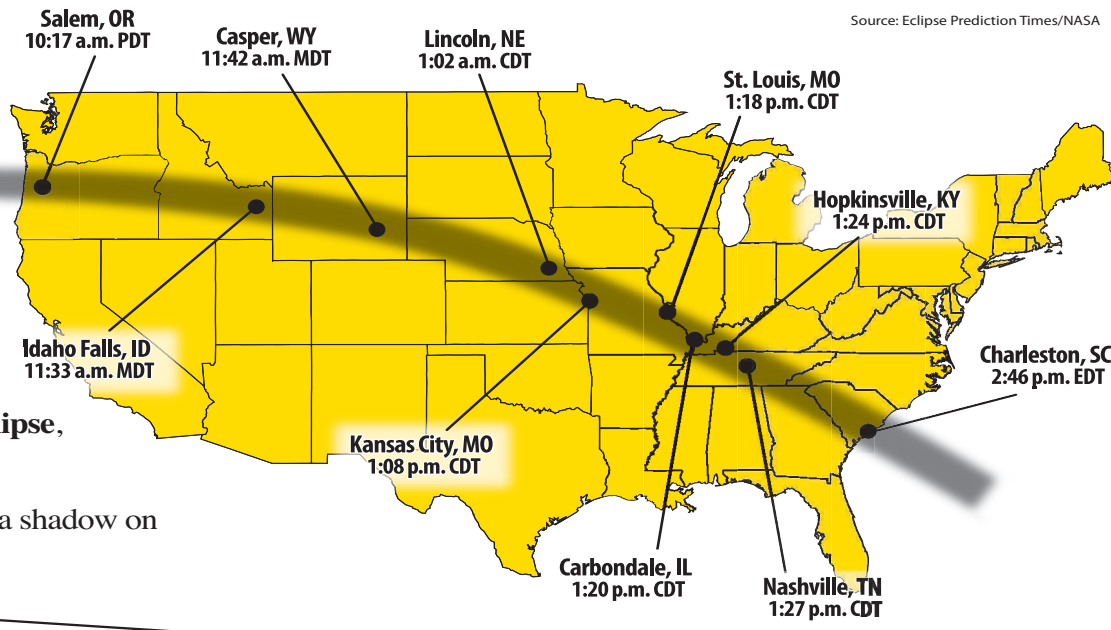 Source: Eclipse Prediction Times/NASA
Salem, OR
10:17 a.m. PDT
Casper, WY
11:42 a.m. MDT
Lincoln, NE
1:02 a.m. CDT
St. Louis, MO
1:18 p.m. CDT
Hopkinsville, KY
1:24 p.m. CDT
Idaho Falls, ID
11:33 a.m. MDT
Charleston, SC
2:46 p.m. EDT
lipse,
Kansas City, MO
1:08 p.m. CDT
a shadow on
Carbondale, IL
1:20 p.m. CDT
Nashville, TN
1:27 p.m. CDT